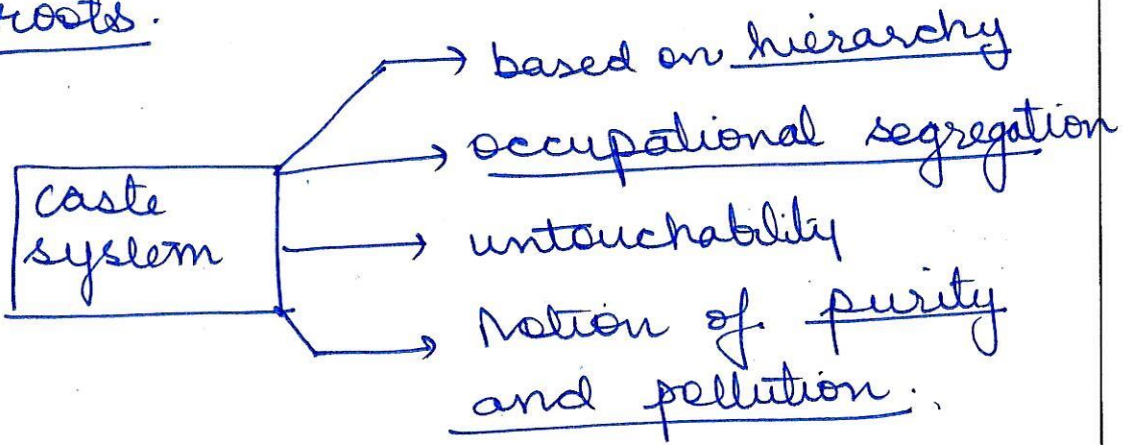 roots.
based on hierarchy
occupational segregation
caste
system
untouchability
Notion of purity
and pollution.